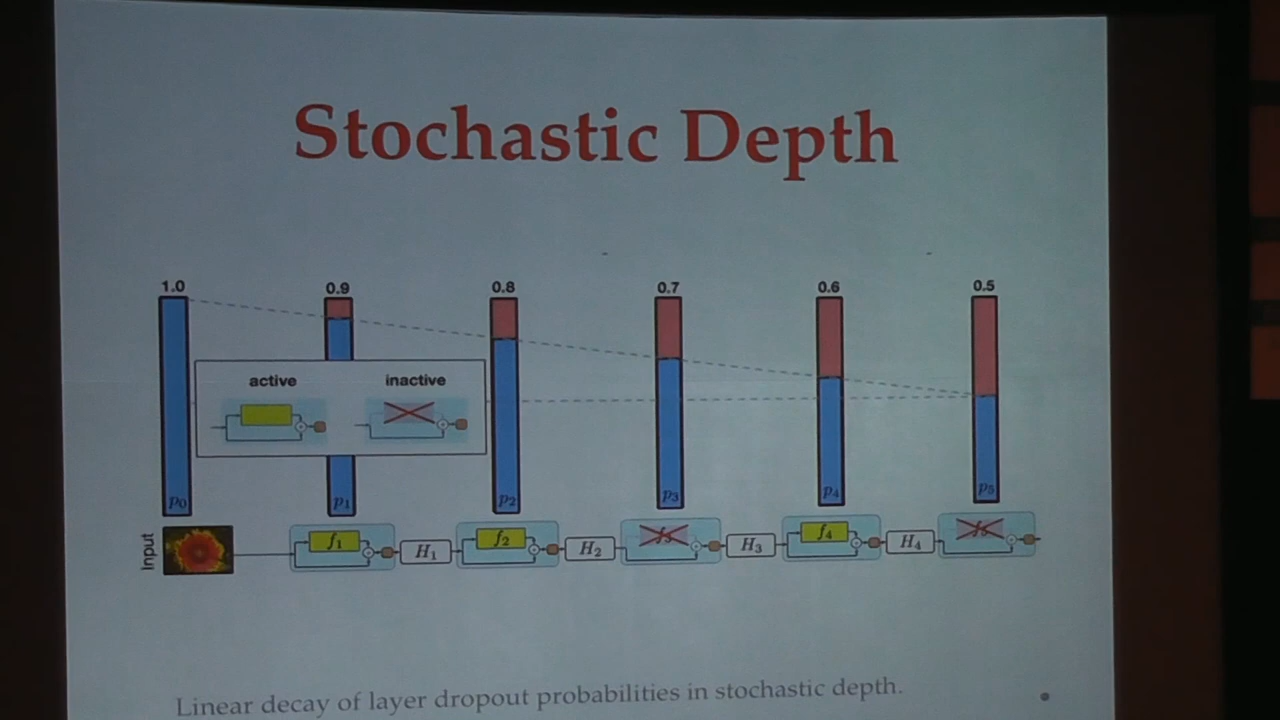 Stochastic Depth
1.0 0.9 0.8 0.7 0.6 0.5
active inactive
p0 p1 p2 p3 p4 p5
Input
f1 H1 f2 H2 f3 H3 f4 H4 f5
Linear decay of layer dropout probabilities in stochastic depth.